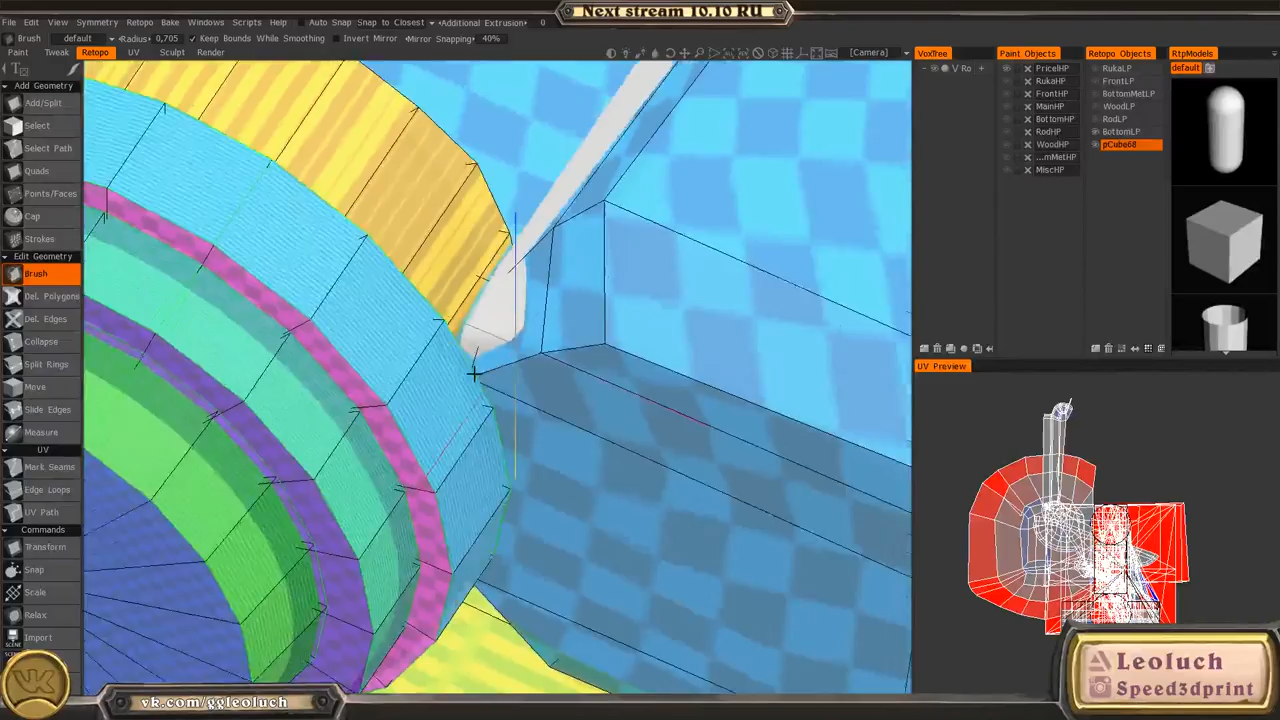 Next stream 10.10 RU
File Edit View Symmetry Retopo Bake Windows Scripts Help Auto Snap Snap to Closest Additional Extrusion 0
Brush default Radius 0,705 Keep Bounds While Smoothing Invert Mirror Mirror Snapping 40%
Paint Tweak Retopo UV Sculpt Render [Camera]
VoxTree Paint Objects Retopo Objects RtpModels
V Ro +
default
Add Geometry
Add/Split
Select
Select Path
Quads
Points/Faces
Cap
Strokes
Edit Geometry
Brush
Del. Polygons
Del. Edges
Collapse
Split Rings
Move
Slide Edges
Measure
UV
Mark Seams
Edge Loops
UV Path
Commands
Transform
Snap
Scale
Relax
Import
SCENE
PricelHP
RukaHP
FrontHP
MainHP
BottomHP
RodHP
WoodHP
...mMetHP
MiscHP
RukaLP
FrontLP
BottomMetLP
WoodLP
RodLP
BottomLP
pCube68
UV Preview
Leoluch
Speed3dprint
vk.com/ggleoluch